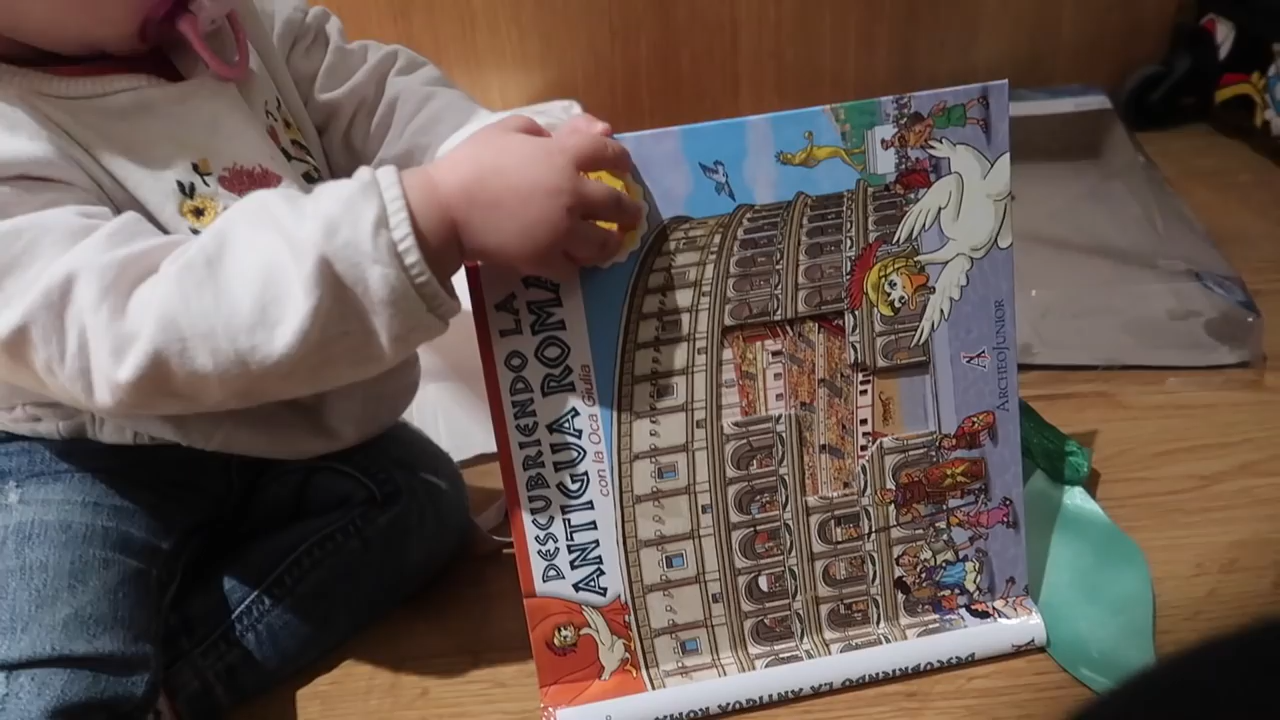 DESCUBRIENDO LA
ANTIGUA ROMA
con la Oca Giulia
ARCHEOJUNIOR
DESCUBRIENDO LA ANTIGUA ROMA